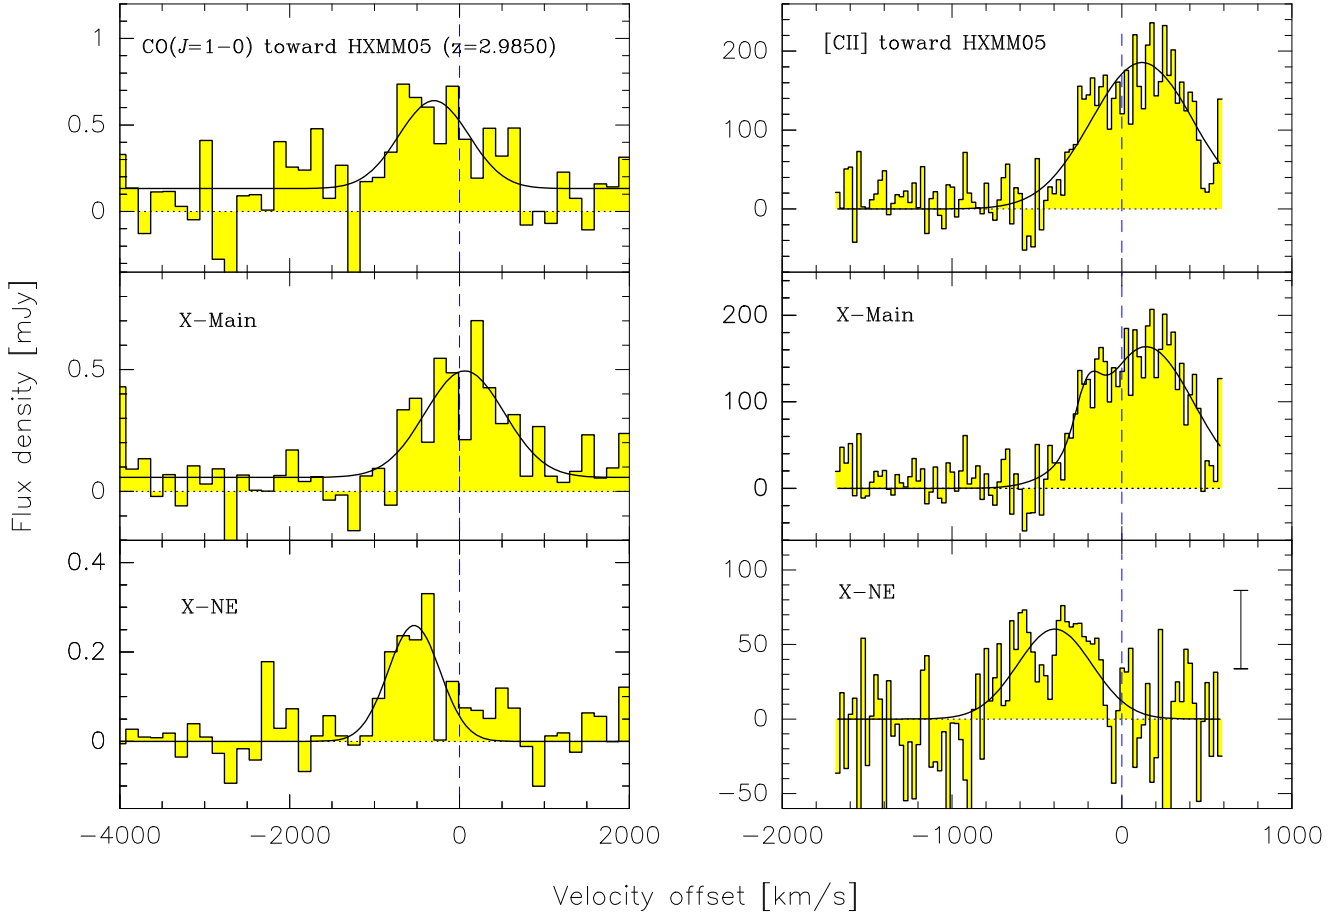 CO(J=1−0) toward HXMM05 (z=2.9850)
1
0.5
0
X−Main
0.5
0
X−NE
0.4
0.2
0
−4000 −2000 0 2000
[CII] toward HXMM05
200
100
0
X−Main
200
100
0
X−NE
100
50
0
−50
−2000 −1000 0 1000
Flux density [mJy]
Velocity offset [km/s]